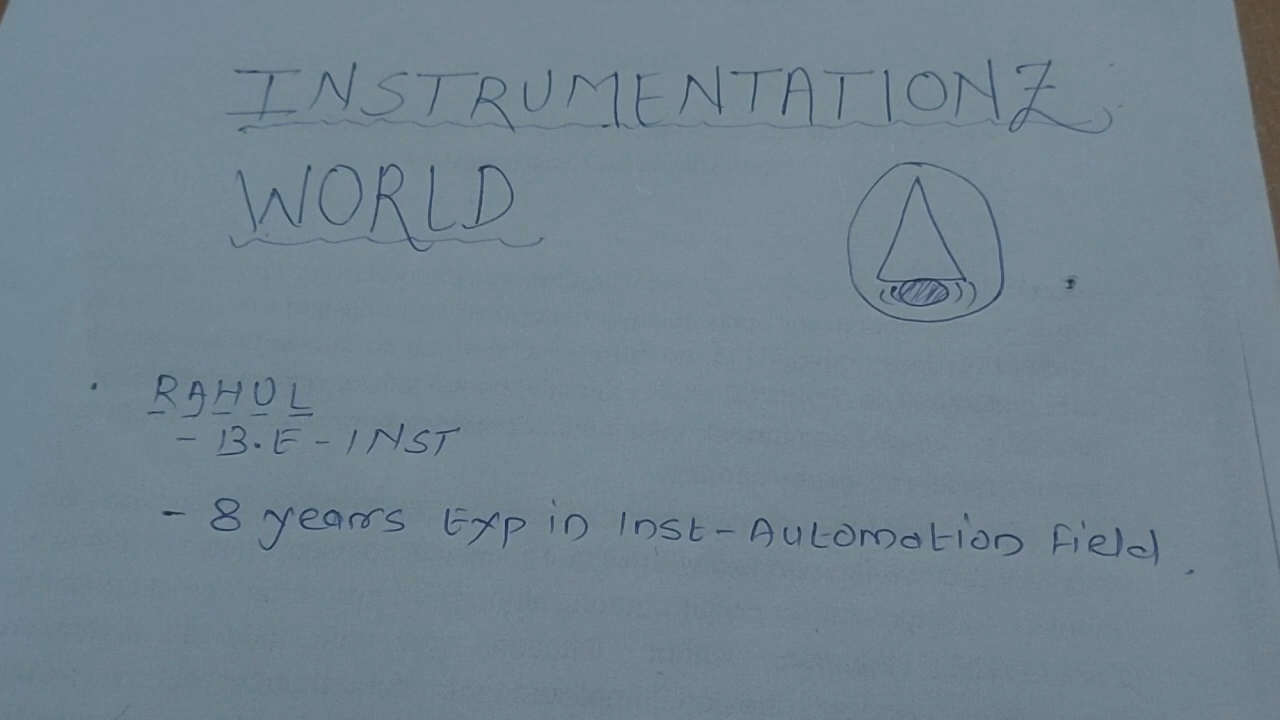 INSTRUMENTATIONZ
WORLD
RAHUL
- B.E - INST
- 8 years Exp in Inst-Automation Field.